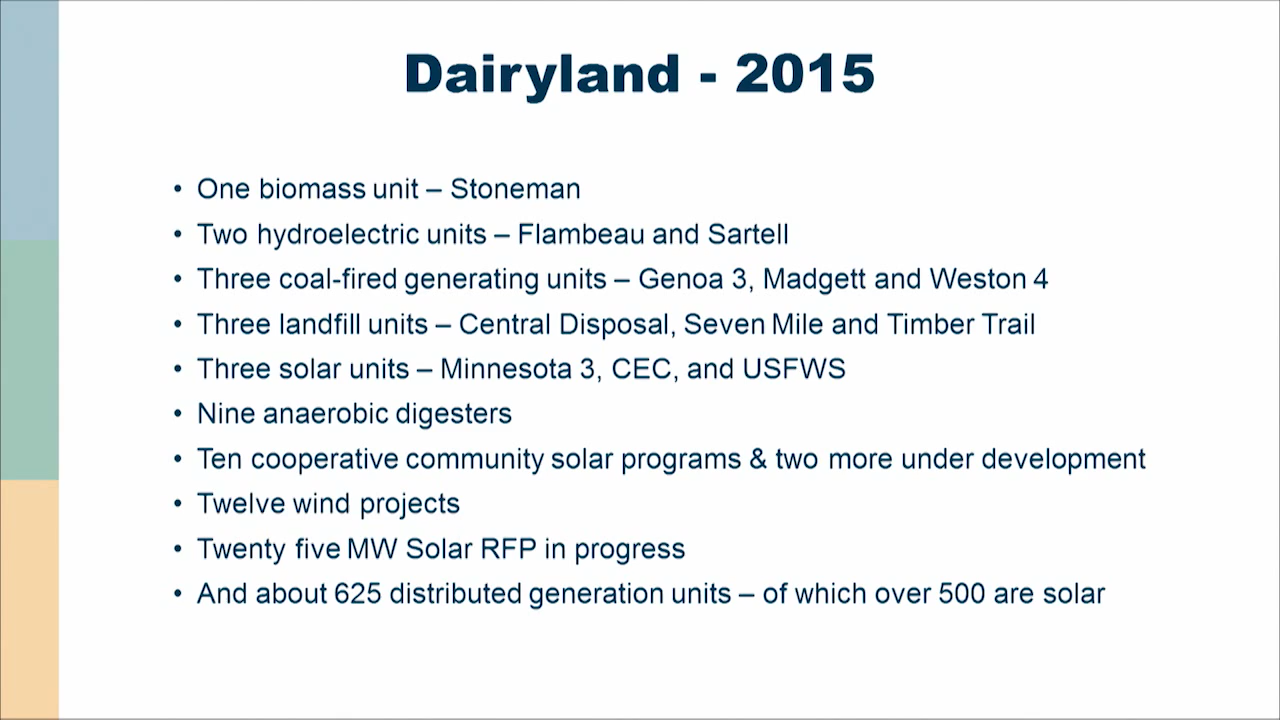 Dairyland - 2015
• One biomass unit – Stoneman
• Two hydroelectric units – Flambeau and Sartell
• Three coal-fired generating units – Genoa 3, Madgett and Weston 4
• Three landfill units – Central Disposal, Seven Mile and Timber Trail
• Three solar units – Minnesota 3, CEC, and USFWS
• Nine anaerobic digesters
• Ten cooperative community solar programs & two more under development
• Twelve wind projects
• Twenty five MW Solar RFP in progress
• And about 625 distributed generation units – of which over 500 are solar